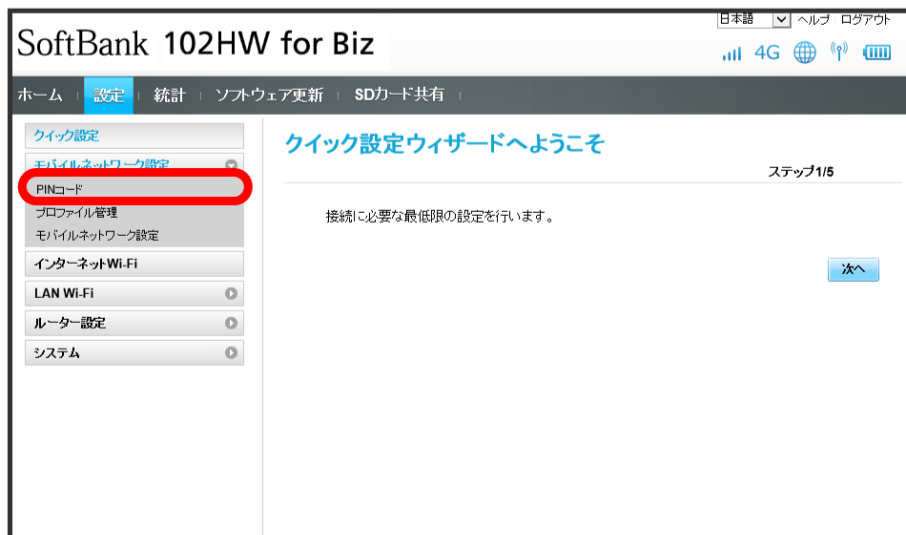 日本語 ヘルプ ログアウト
SoftBank 102HW for Biz
4G
ホーム 設定 統計 ソフトウェア更新 SDカード共有
クイック設定
モバイルネットワーク設定
PINコード
プロファイル管理
モバイルネットワーク設定
インターネットWi-Fi
LAN Wi-Fi
ルーター設定
システム
クイック設定ウィザードへようこそ
ステップ1/5
接続に必要な最低限の設定を行います。
次へ